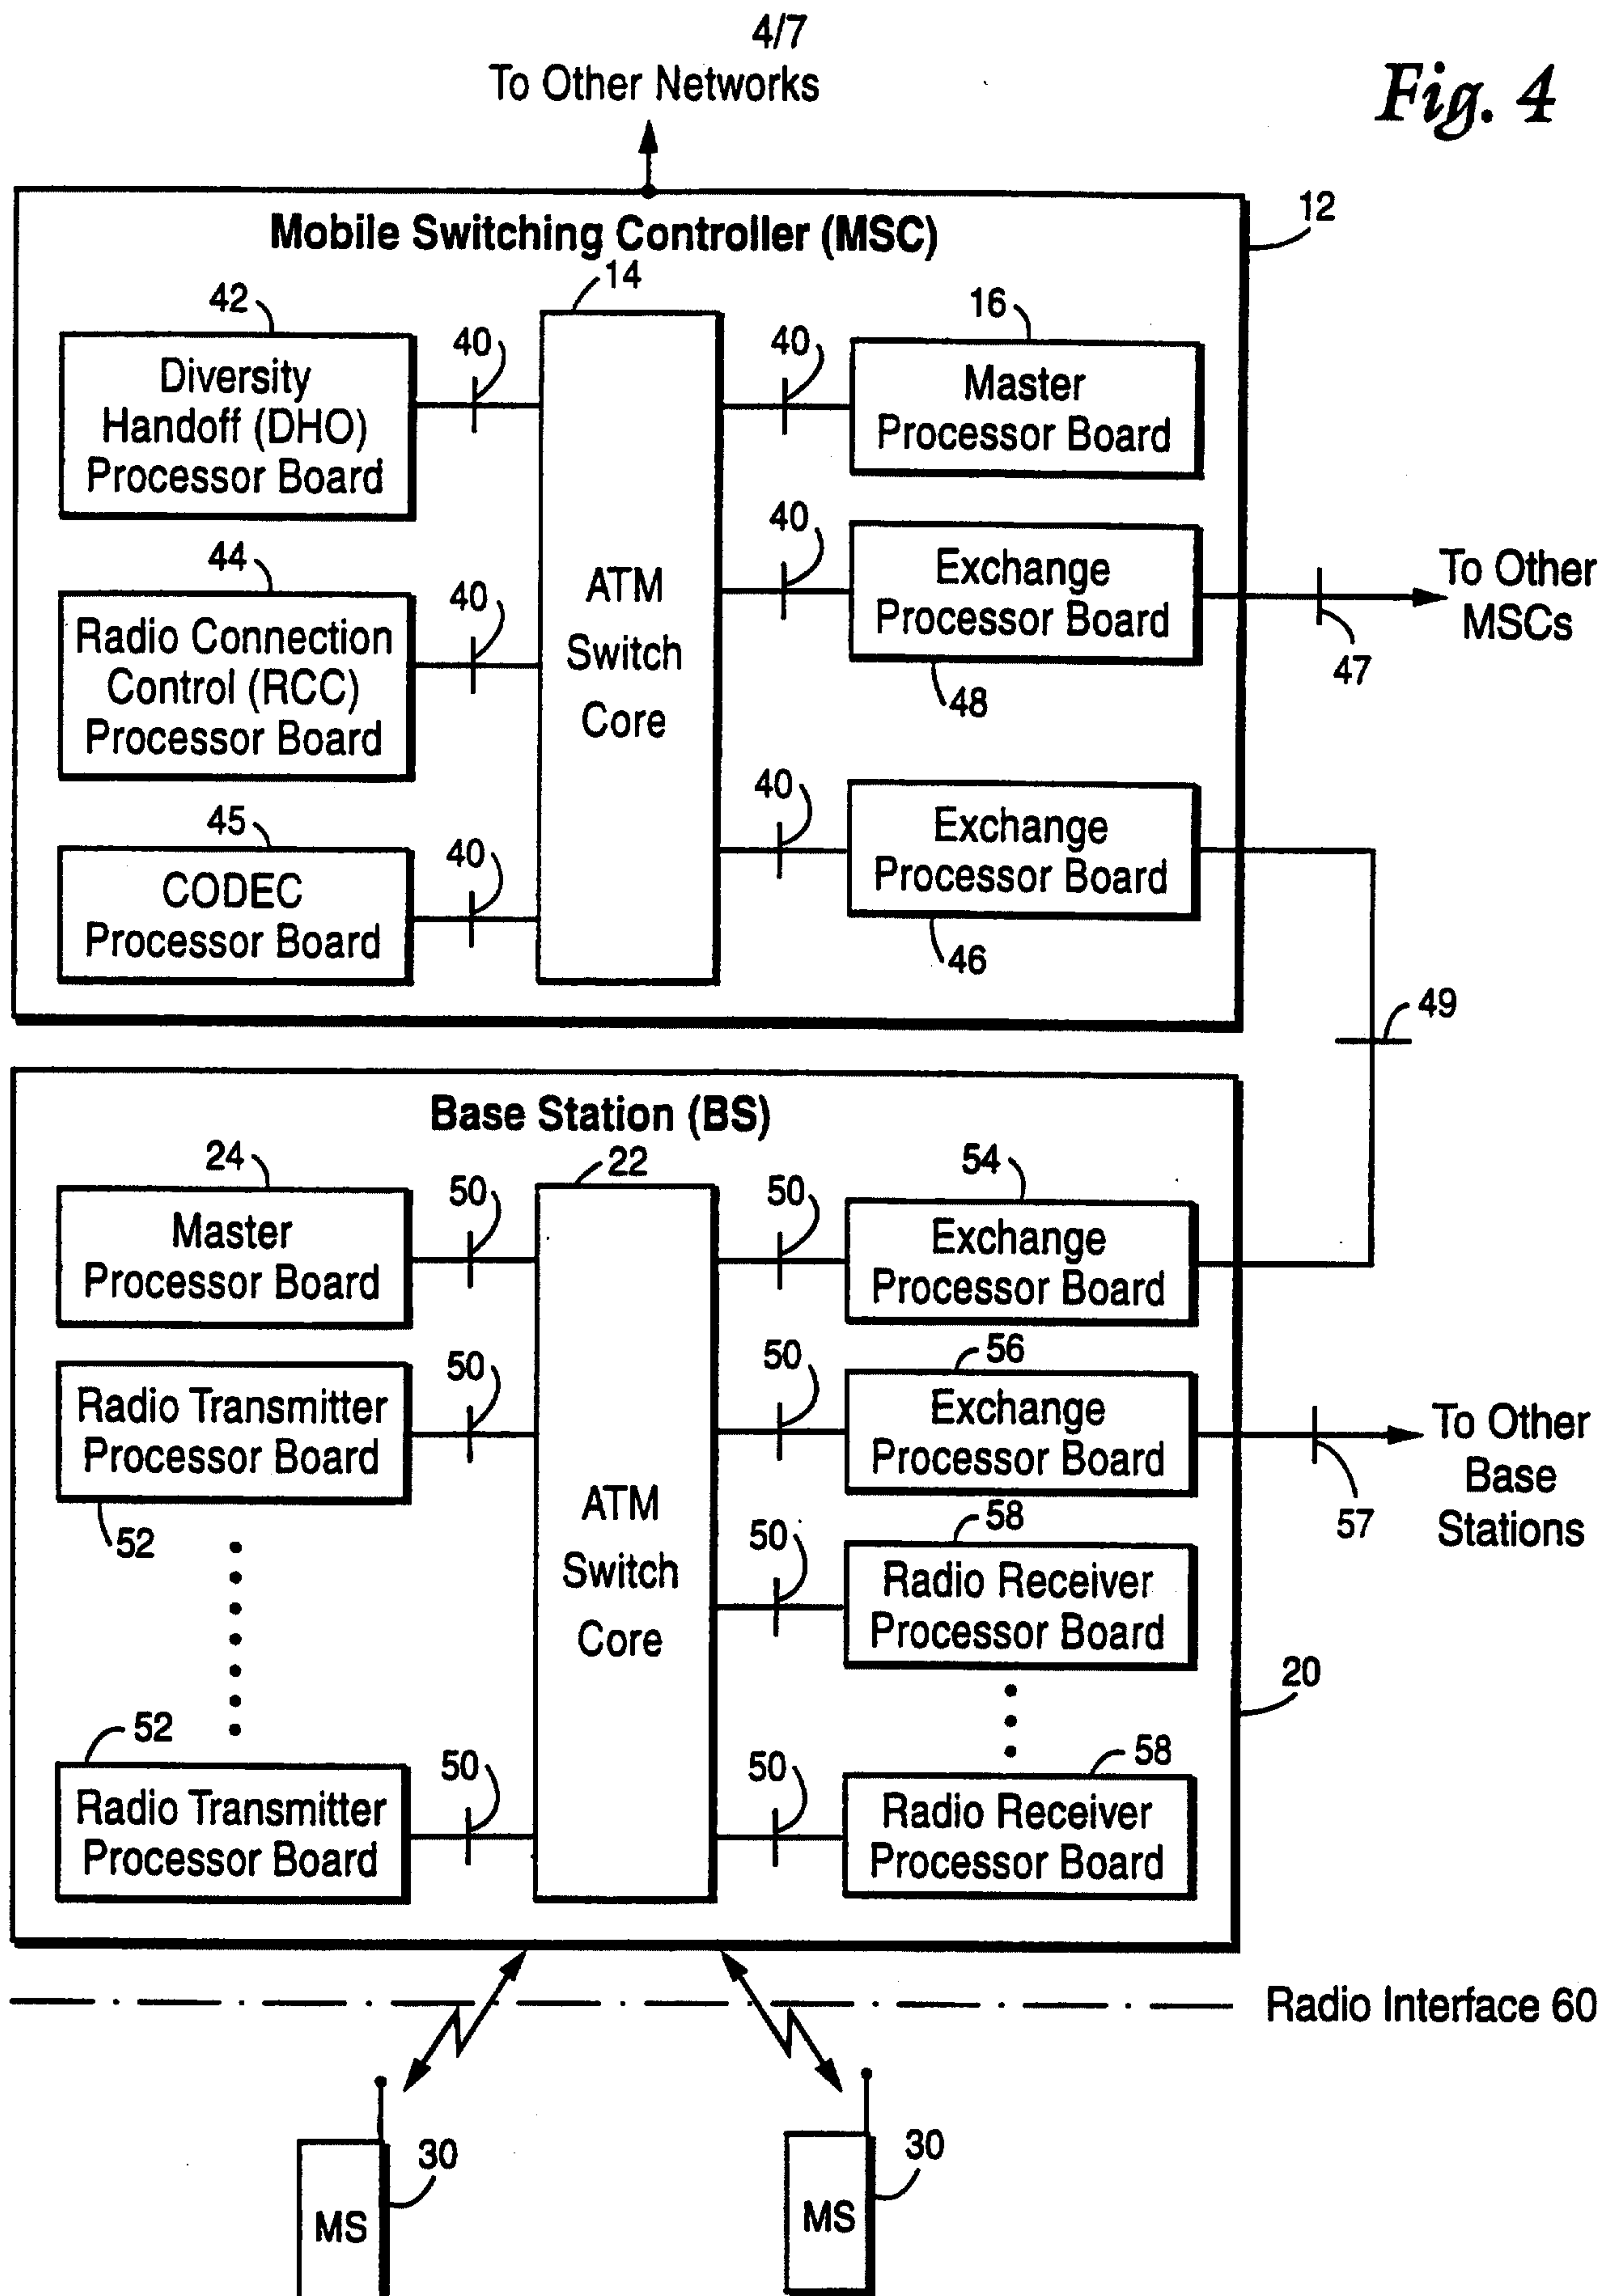 4/7
To Other Networks
Fig. 4
Mobile Switching Controller (MSC)
12
14
42
Diversity
Handoff (DHO)
Processor Board
40
40
16
Master
Processor Board
44
Radio Connection
Control (RCC)
Processor Board
40
ATM
Switch
Core
40
Exchange
Processor Board
48
To Other
MSCs
47
45
CODEC
Processor Board
40
40
Exchange
Processor Board
46
49
Base Station (BS)
24
Master
Processor Board
50
22
50
54
Exchange
Processor Board
Radio Transmitter
Processor Board
52
50
50
56
Exchange
Processor Board
To Other
Base
Stations
57
ATM
Switch
Core
50
58
Radio Receiver
Processor Board
20
52
Radio Transmitter
Processor Board
50
50
58
Radio Receiver
Processor Board
Radio Interface 60
30
MS
30
MS